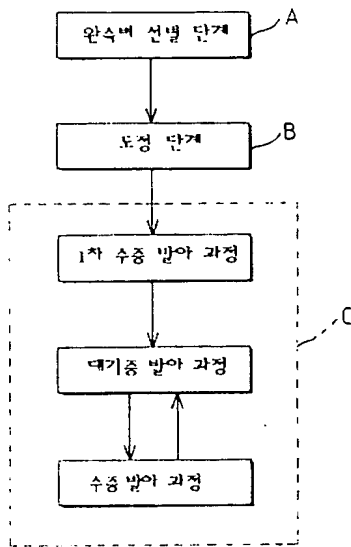 완숙벼 선별 단계
A
도정 단계
B
1차 수중 발아 과정
대기중 발아 과정
C
수중 발아 과정